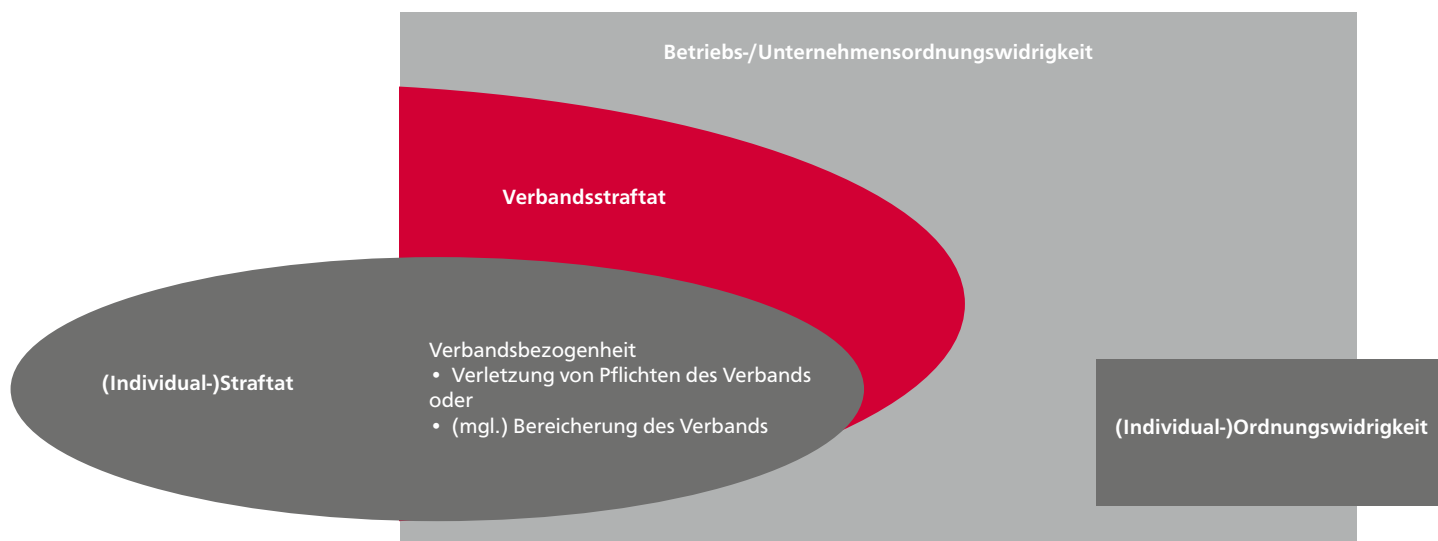 Betriebs-/Unternehmensordnungswidrigkeit
Verbandsstraftat
(Individual-)Straftat
Verbandsbezogenheit
• Verletzung von Pflichten des Verbands
oder
• (mgl.) Bereicherung des Verbands
(Individual-)Ordnungswidrigkeit